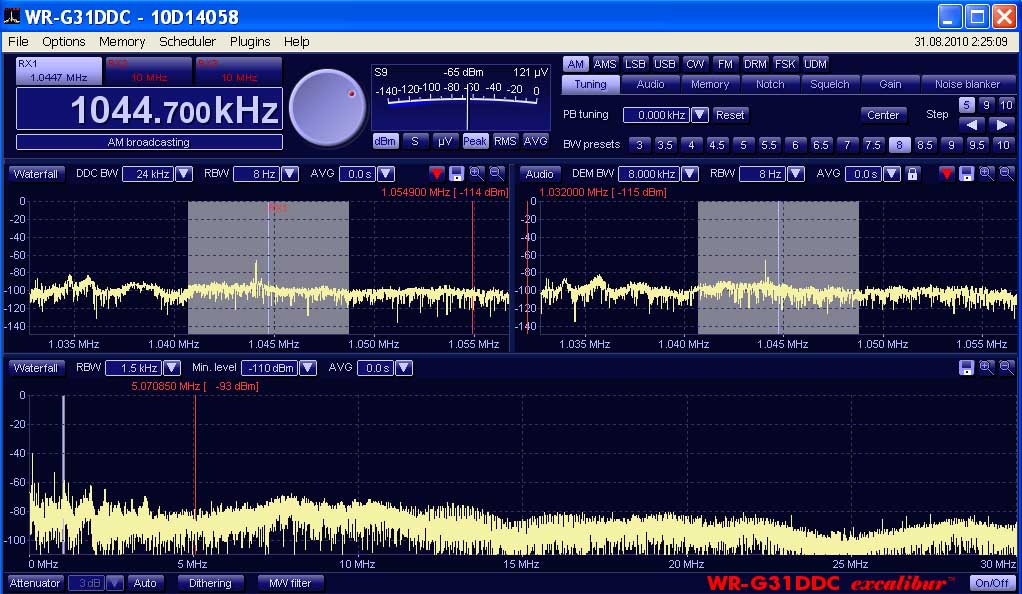 WR-G31DDC - 10D14058
File Options Memory Scheduler Plugins Help 31.08.2010 2:25:09
RX1 RX2 RX3
1.0447 MHz 10 MHz 10 MHz
1044.700kHz
AM broadcasting
S9 -65 dBm 121 µV
-140 -120 -100 -80 -60 -40 -20 0
dBm S µV Peak RMS AVG
AM AMS LSB USB CW FM DRM FSK UDM
Tuning Audio Memory Notch Squelch Gain Noise blanker
PB tuning 0.000 kHz Reset Center Step 5 9 10
BW presets 3 3.5 4 4.5 5 5.5 6 6.5 7 7.5 8 8.5 9 9.5 10
Waterfall DDC BW 24 kHz RBW 8 Hz AVG 0.0 s
1.054900 MHz [ -114 dBm]
RX1
0
-20
-40
-60
-80
-100
-120
-140
1.035 MHz 1.040 MHz 1.045 MHz 1.050 MHz 1.055 MHz
Audio DEM BW 8.000 kHz RBW 8 Hz AVG 0.0 s
1.032000 MHz [ -115 dBm]
0
-20
-40
-60
-80
-100
-120
-140
1.035 MHz 1.040 MHz 1.045 MHz 1.050 MHz 1.055 MHz
Waterfall RBW 1.5 kHz Min. level -110 dBm AVG 0.0 s
5.070850 MHz [ -93 dBm]
0
-20
-40
-60
-80
-100
0 MHz 5 MHz 10 MHz 15 MHz 20 MHz 25 MHz 30 MHz
Attenuator 3 dB Auto Dithering MW filter WR-G31DDC excalibur™ On/Off